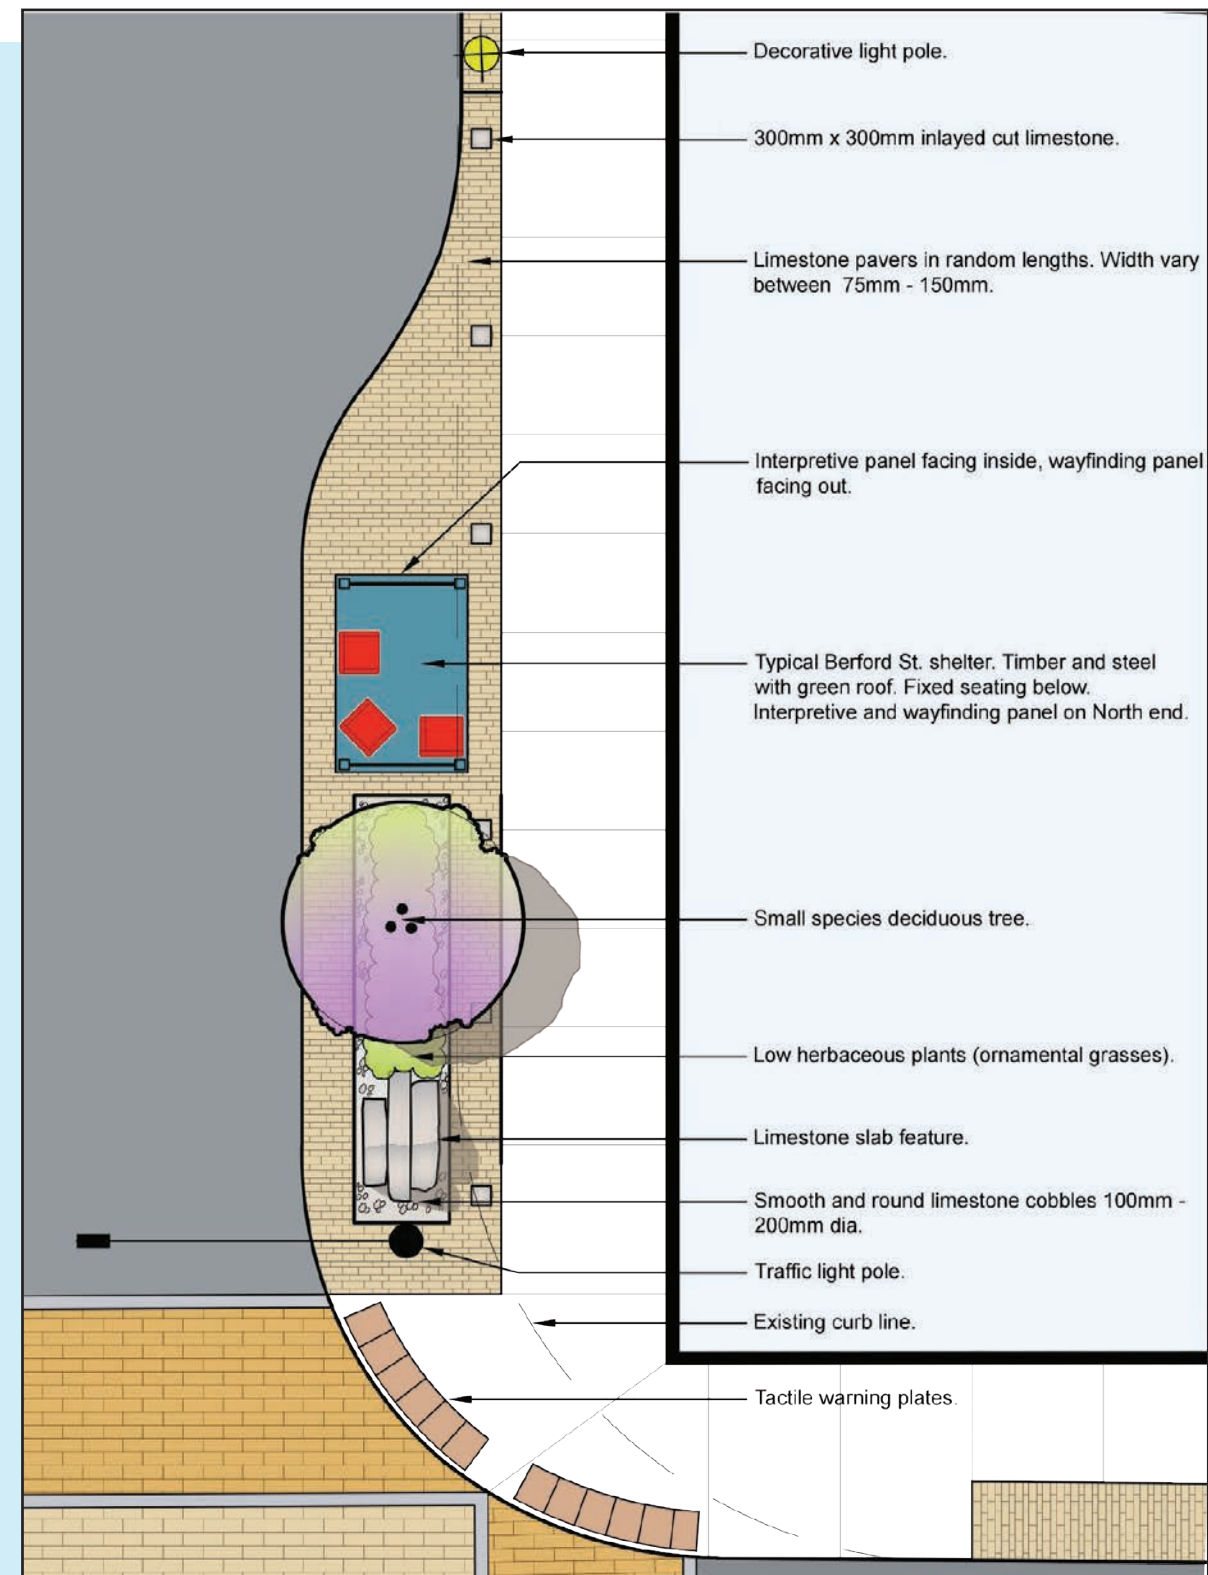 Decorative light pole.
300mm x 300mm inlayed cut limestone.
Limestone pavers in random lengths. Width vary
between 75mm - 150mm.
Interpretive panel facing inside, wayfinding panel
facing out.
Typical Berford St. shelter. Timber and steel
with green roof. Fixed seating below.
Interpretive and wayfinding panel on North end.
Small species deciduous tree.
Low herbaceous plants (ornamental grasses).
Limestone slab feature.
Smooth and round limestone cobbles 100mm -
200mm dia.
Traffic light pole.
Existing curb line.
Tactile warning plates.